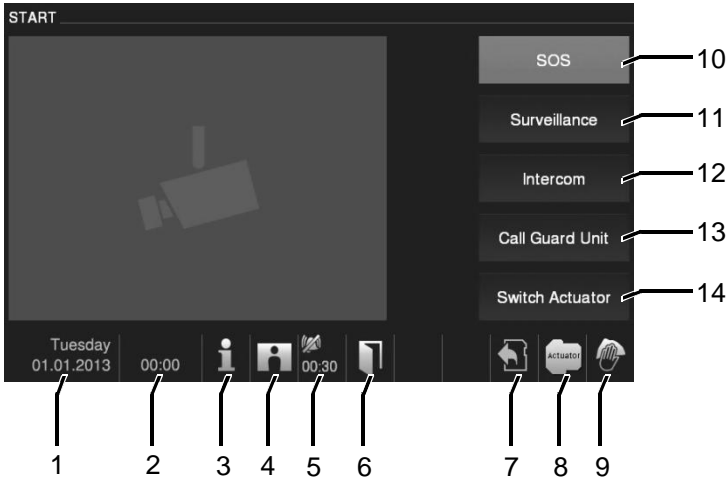 START
SOS
10
Surveillance
11
Intercom
12
Call Guard Unit
13
Switch Actuator
14
Tuesday
01.01.2013
00:00
00:30
Actuator
1 2 3 4 5 6 7 8 9